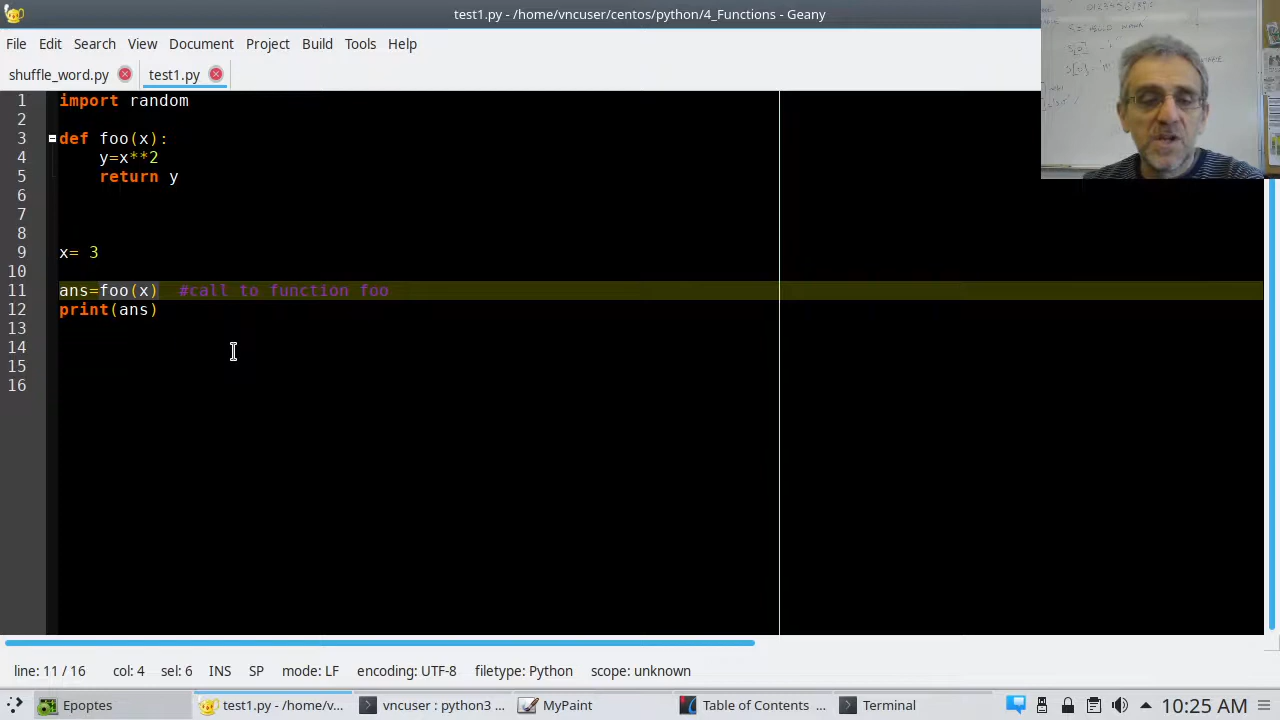 test1.py - /home/vncuser/centos/python/4_Functions - Geany
File Edit Search View Document Project Build Tools Help
shuffle_word.py test1.py
1 import random
2
3 def foo(x):
4 y=x**2
5 return y
6
7
8
9 x= 3
10
11 ans=foo(x) #call to function foo
12 print(ans)
13
14
15
16
line: 11 / 16 col: 4 sel: 6 INS SP mode: LF encoding: UTF-8 filetype: Python scope: unknown
Epoptes test1.py - /home/v... vncuser : python3 ... MyPaint Table of Contents ... Terminal 10:25 AM